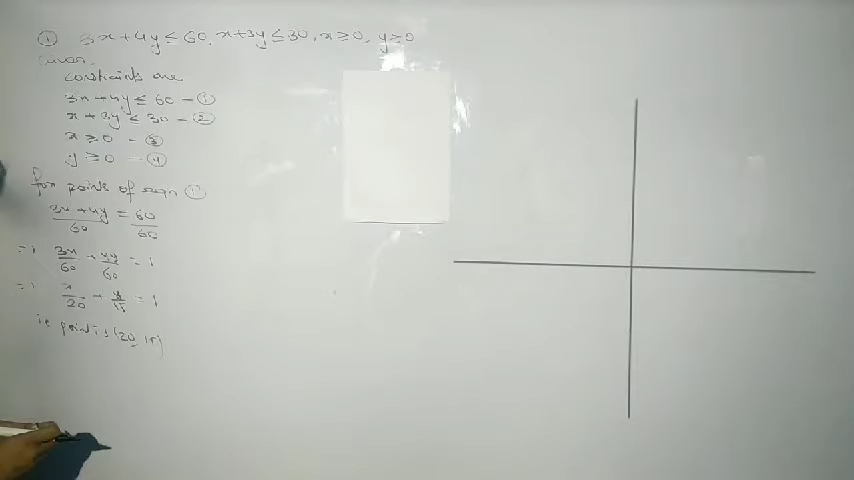 ① 3x+4y≤60, x+3y≤30, x≥0, y≥0
Given
constraints are
3x+4y≤60 - ①
x+3y≤30 - ②
x≥0 - ③
y≥0 - ④
for points of eqn ①
3x+4y/60 = 60/60
=> 3x/60 + 4y/60 = 1
=> x/20 + y/15 = 1
ie point is (20, 15)